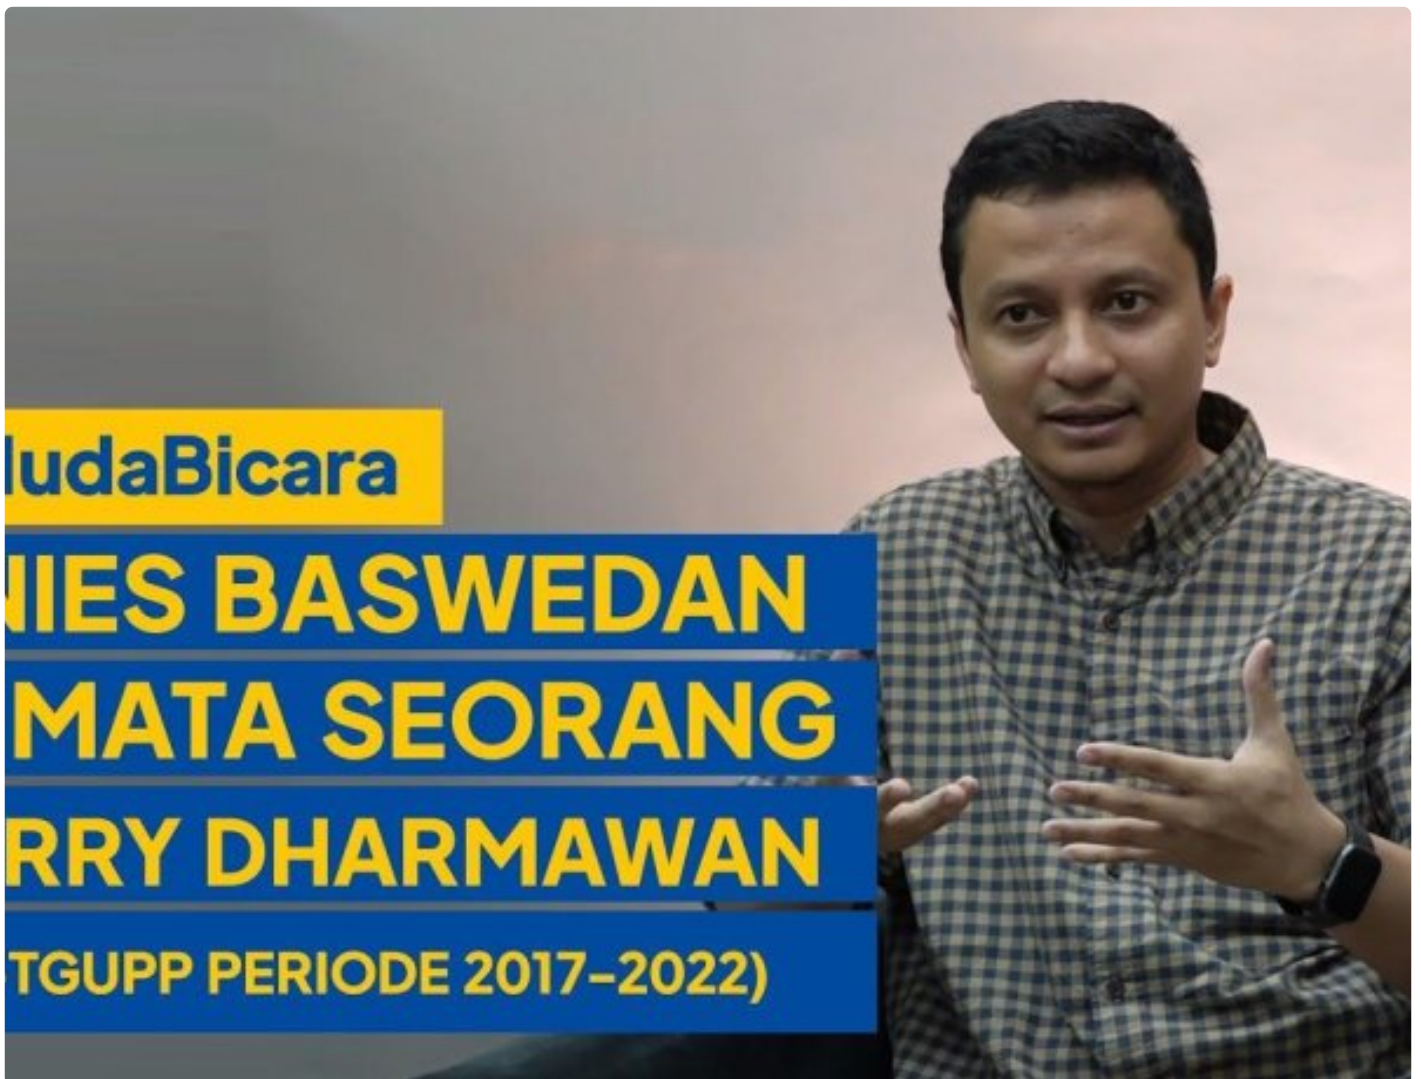 udaBicara
NIES BASWEDAN
MATA SEORANG
RRY DHARMAWAN
TGUPP PERIODE 2017-2022)